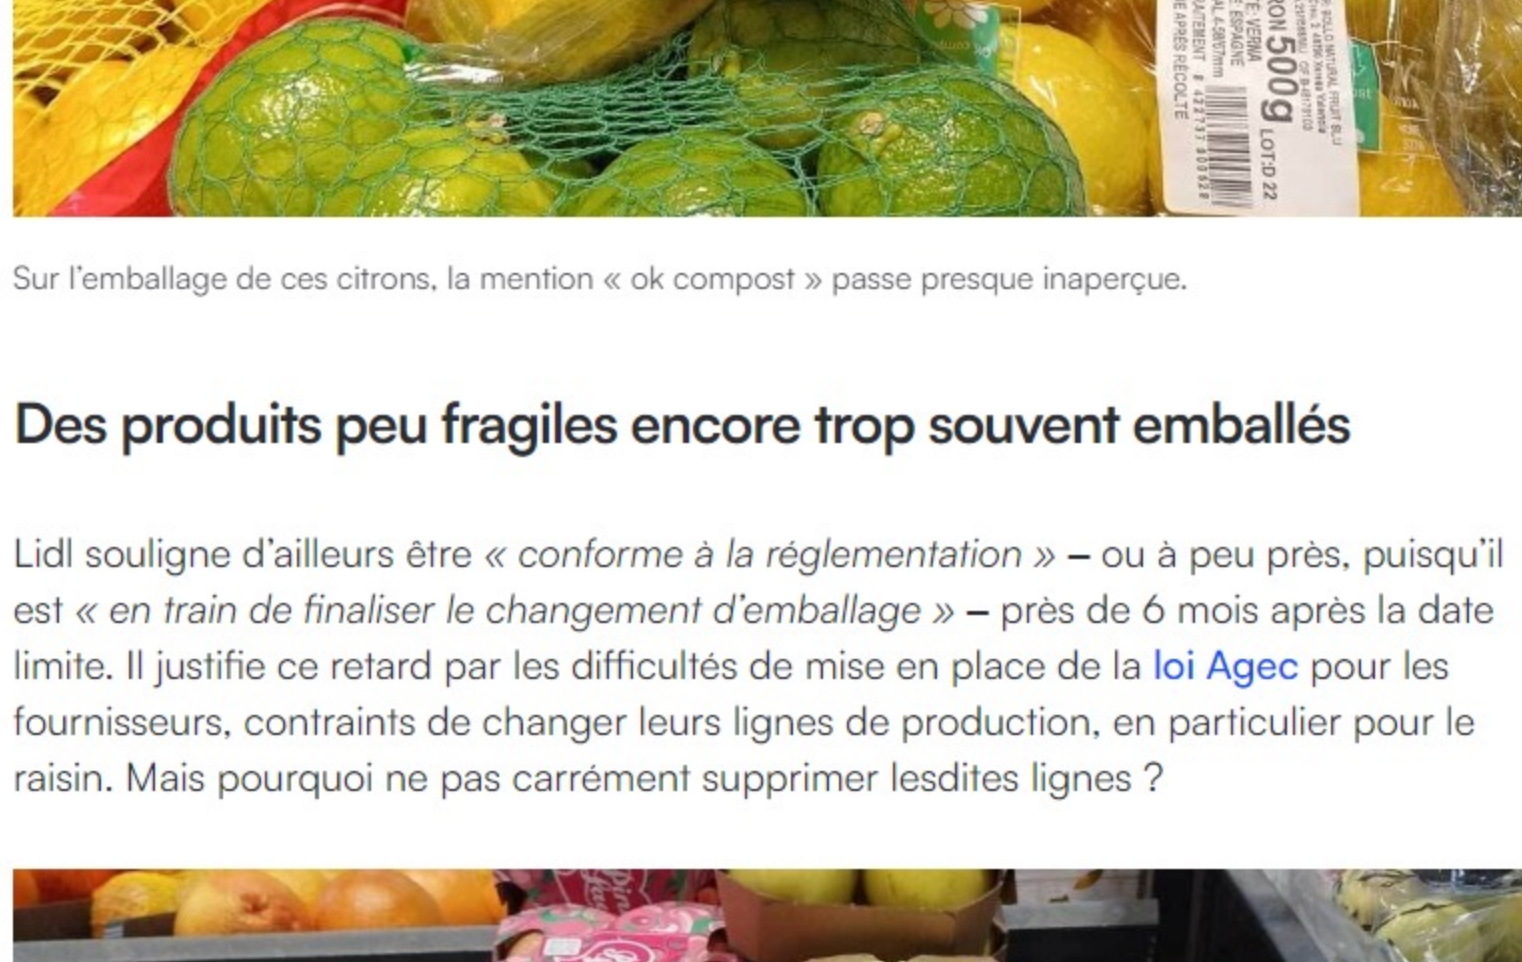 500g
LOT:D 22
Sur l’emballage de ces citrons, la mention « ok compost » passe presque inaperçue.
Des produits peu fragiles encore trop souvent emballés
Lidl souligne d’ailleurs être « conforme à la réglementation » – ou à peu près, puisqu’il
est « en train de finaliser le changement d’emballage » – près de 6 mois après la date
limite. Il justifie ce retard par les difficultés de mise en place de la loi Agec pour les
fournisseurs, contraints de changer leurs lignes de production, en particulier pour le
raisin. Mais pourquoi ne pas carrément supprimer lesdites lignes ?